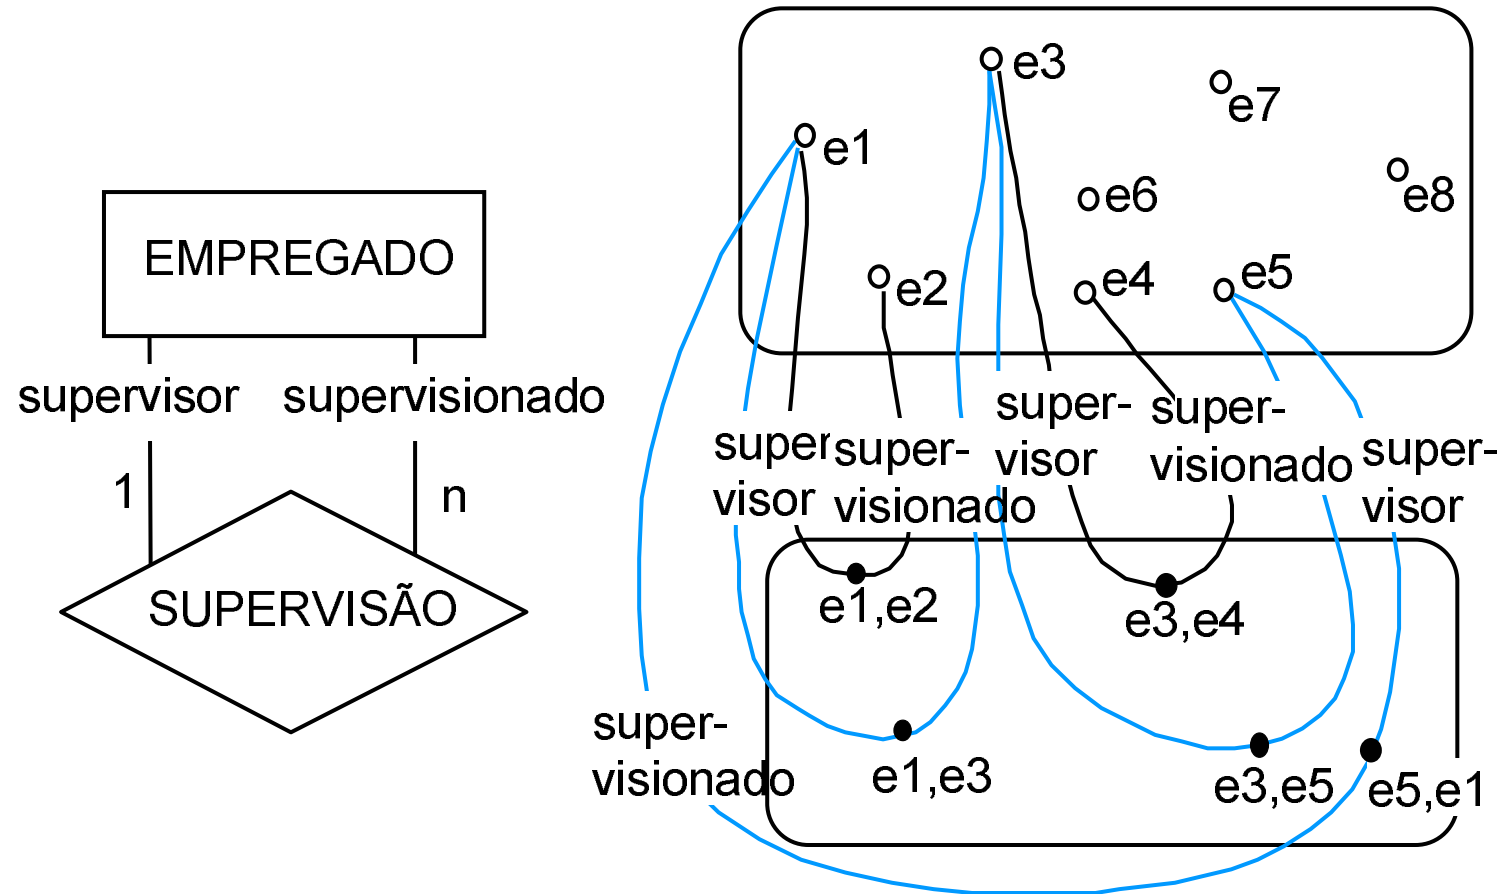 EMPREGADO
supervisor
supervisionado
1
n
SUPERVISÃO
e3
e7
e1
e6
e8
e2
e4
e5
super-
visor
super-
visionado
super-
visor
super-
visionado
super-
visor
e1,e2
e3,e4
super-
visionado
e1,e3
e3,e5
e5,e1